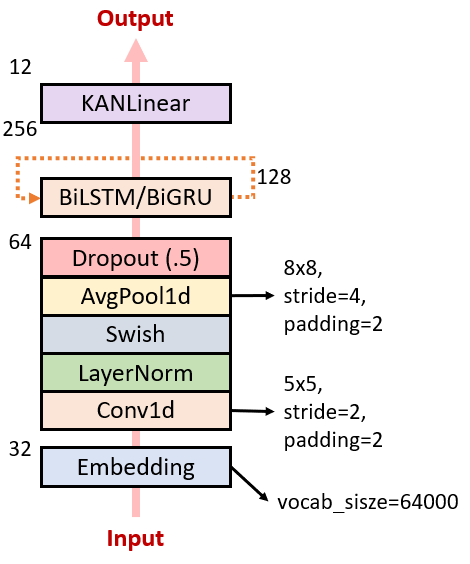 Output
12
KANLinear
256
128
BiLSTM/BiGRU
64
Dropout (.5)
AvgPool1d
8x8,
stride=4,
padding=2
Swish
LayerNorm
Conv1d
5x5,
stride=2,
padding=2
32
Embedding
vocab_sisze=64000
Input